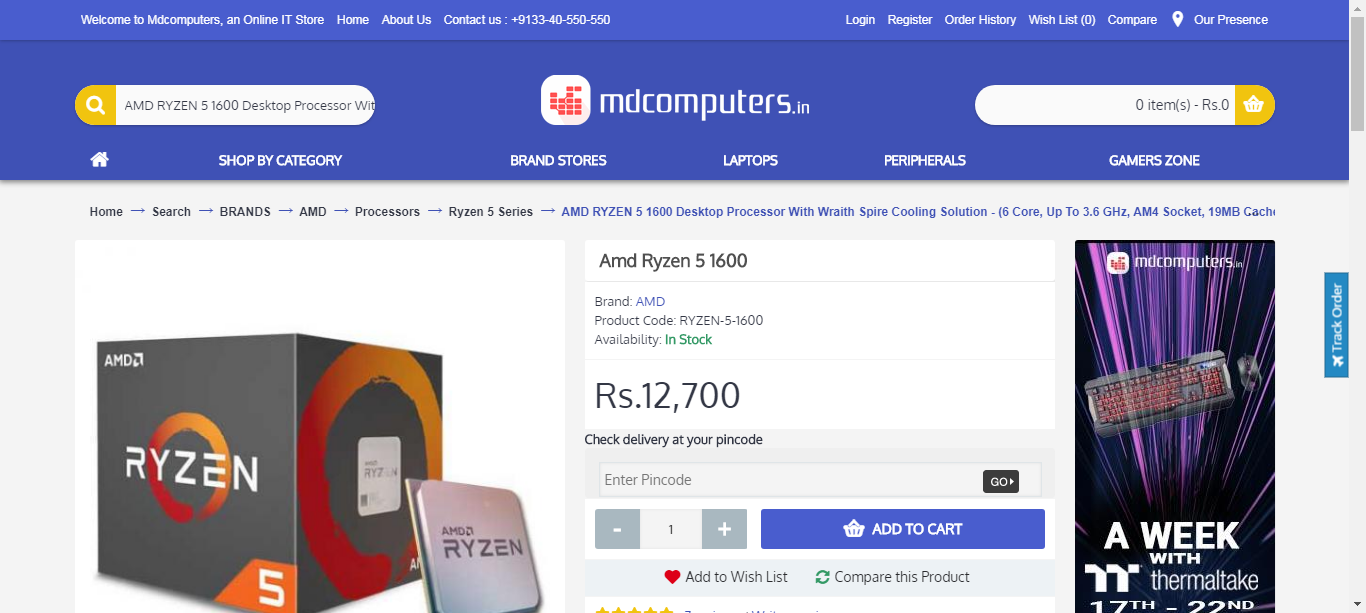 Welcome to Mdcomputers, an Online IT Store Home About Us Contact us : +9133-40-550-550 Login Register Order History Wish List (0) Compare Our Presence
AMD RYZEN 5 1600 Desktop Processor Wit
mdcomputers.in
0 item(s) - Rs.0
SHOP BY CATEGORY BRAND STORES LAPTOPS PERIPHERALS GAMERS ZONE
Home → Search → BRANDS → AMD → Processors → Ryzen 5 Series → AMD RYZEN 5 1600 Desktop Processor With Wraith Spire Cooling Solution - (6 Core, Up To 3.6 GHz, AM4 Socket, 19MB Cache
AMD
RYZEN
AMD
RYZEN
5
AMD
RYZEN
Amd Ryzen 5 1600
Brand: AMD
Product Code: RYZEN-5-1600
Availability: In Stock
Rs.12,700
Check delivery at your pincode
Enter Pincode GO
- 1 + ADD TO CART
Add to Wish List Compare this Product
mdcomputers.in
A WEEK
WITH
thermaltake
17TH - 22ND
Track Order